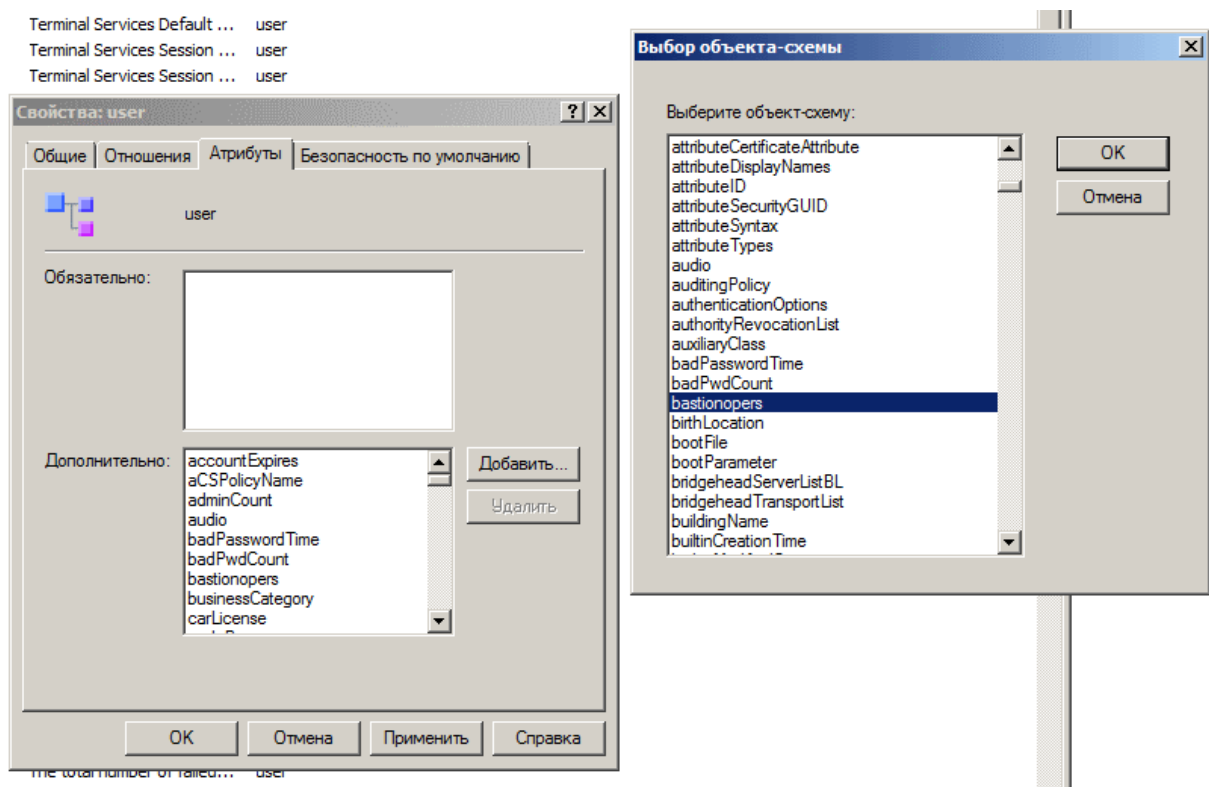 Terminal Services Default ... user
Terminal Services Session ... user
Terminal Services Session ... user
Свойства: user
Общие Отношения Атрибуты Безопасность по умолчанию
user
Обязательно:
Дополнительно:
accountExpires
aCSPolicyName
adminCount
audio
badPasswordTime
badPwdCount
bastionopers
businessCategory
carLicense
Добавить...
Удалить
OK Отмена Применить Справка
The total number of failed... user
Выбор объекта-схемы
Выберите объект-схему:
attributeCertificateAttribute
attributeDisplayNames
attributeID
attributeSecurityGUID
attributeSyntax
attributeTypes
audio
auditingPolicy
authenticationOptions
authorityRevocationList
auxiliaryClass
badPasswordTime
badPwdCount
bastionopers
birthLocation
bootFile
bootParameter
bridgeheadServerListBL
bridgeheadTransportList
buildingName
builtinCreationTime
OK
Отмена